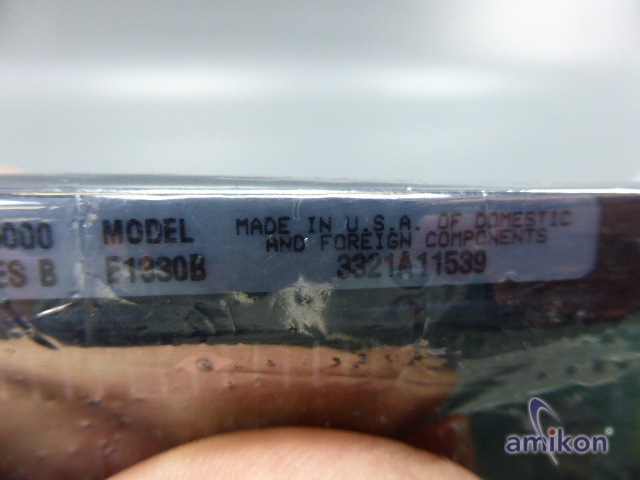 000 MODEL MADE IN U.S.A. OF DOMESTIC
AND FOREIGN COMPONENTS
ES B E1330B 3321A11539
amikon®